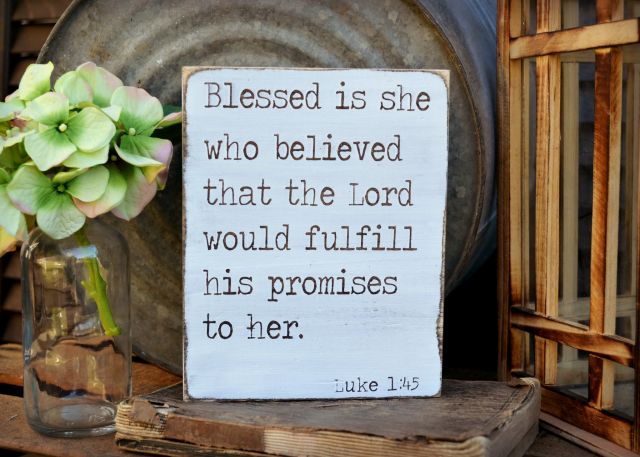 Blessed is she
who believed
that the Lord
would fulfill
his promises
to her.
Luke 1:45